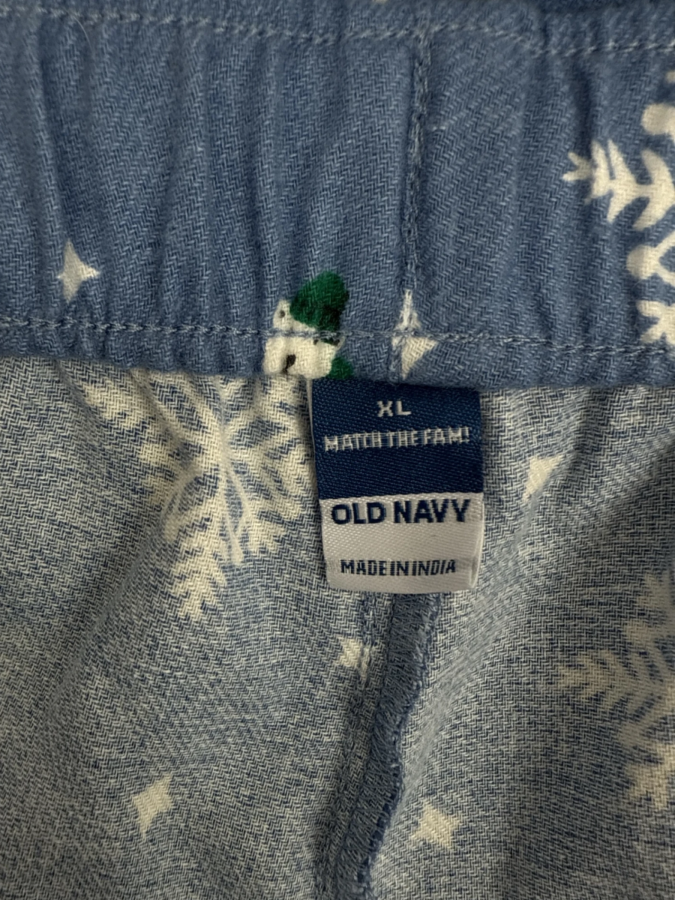 XL
MATCH THE FAM!
OLD NAVY
MADE IN INDIA